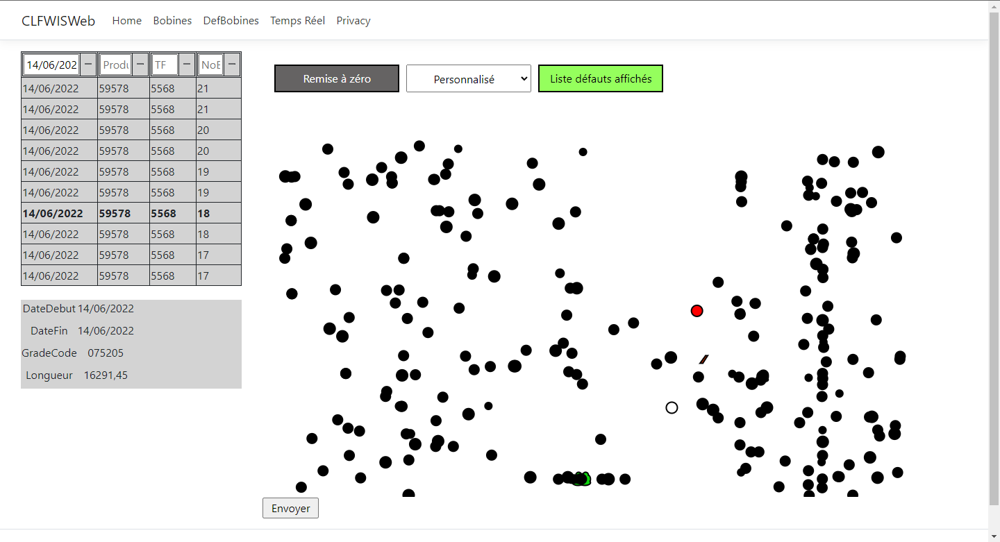 CLFWISWeb Home Bobines DefBobines Temps Réel Privacy
14/06/202 Produ TF NoB
14/06/2022 59578 5568 21
14/06/2022 59578 5568 21
14/06/2022 59578 5568 20
14/06/2022 59578 5568 20
14/06/2022 59578 5568 19
14/06/2022 59578 5568 19
14/06/2022 59578 5568 18
14/06/2022 59578 5568 18
14/06/2022 59578 5568 17
14/06/2022 59578 5568 17
DateDebut 14/06/2022
DateFin 14/06/2022
GradeCode 075205
Longueur 16291,45
Remise à zéro Personnalisé Liste défauts affichés
Envoyer